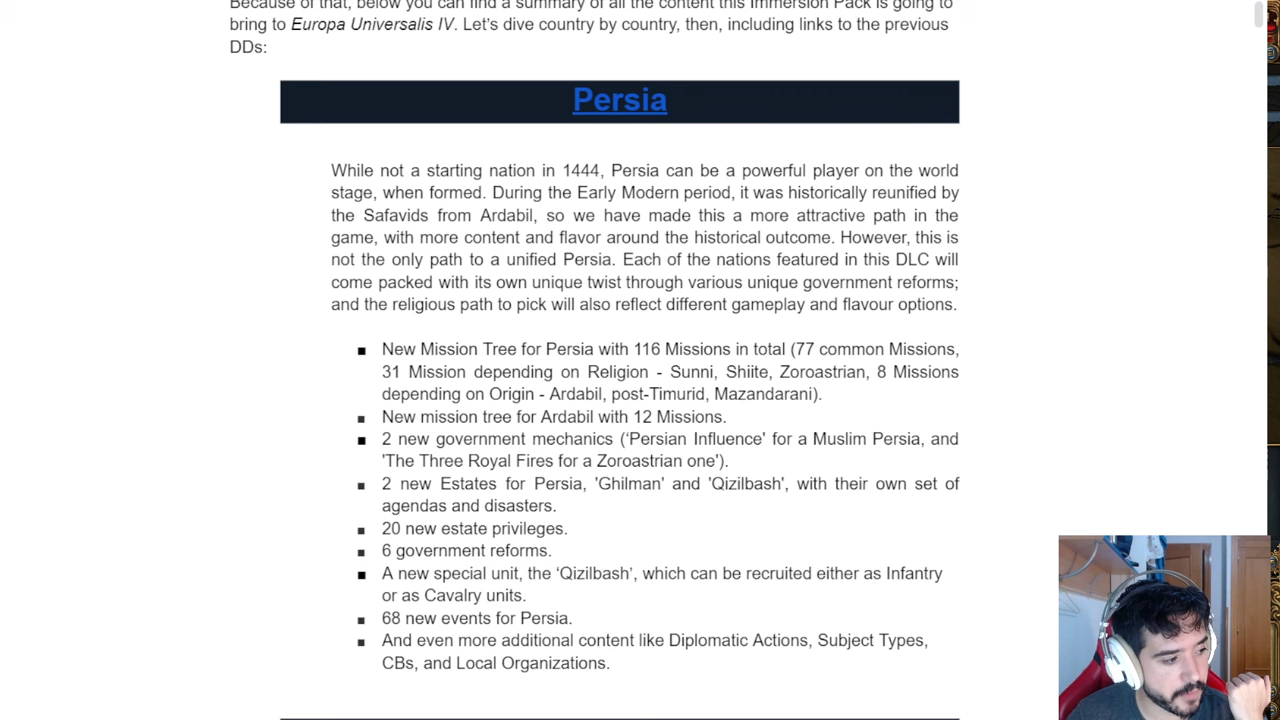 Because of that, below you can find a summary of all the content this Immersion Pack is going to
bring to Europa Universalis IV. Let’s dive country by country, then, including links to the previous
DDs:
Persia
While not a starting nation in 1444, Persia can be a powerful player on the world
stage, when formed. During the Early Modern period, it was historically reunified by
the Safavids from Ardabil, so we have made this a more attractive path in the
game, with more content and flavor around the historical outcome. However, this is
not the only path to a unified Persia. Each of the nations featured in this DLC will
come packed with its own unique twist through various unique government reforms;
and the religious path to pick will also reflect different gameplay and flavour options.
New Mission Tree for Persia with 116 Missions in total (77 common Missions,
31 Mission depending on Religion - Sunni, Shiite, Zoroastrian, 8 Missions
depending on Origin - Ardabil, post-Timurid, Mazandarani).
New mission tree for Ardabil with 12 Missions.
2 new government mechanics (‘Persian Influence' for a Muslim Persia, and
'The Three Royal Fires for a Zoroastrian one').
2 new Estates for Persia, 'Ghilman' and 'Qizilbash', with their own set of
agendas and disasters.
20 new estate privileges.
6 government reforms.
A new special unit, the ‘Qizilbash’, which can be recruited either as Infantry
or as Cavalry units.
68 new events for Persia.
And even more additional content like Diplomatic Actions, Subject Types,
CBs, and Local Organizations.